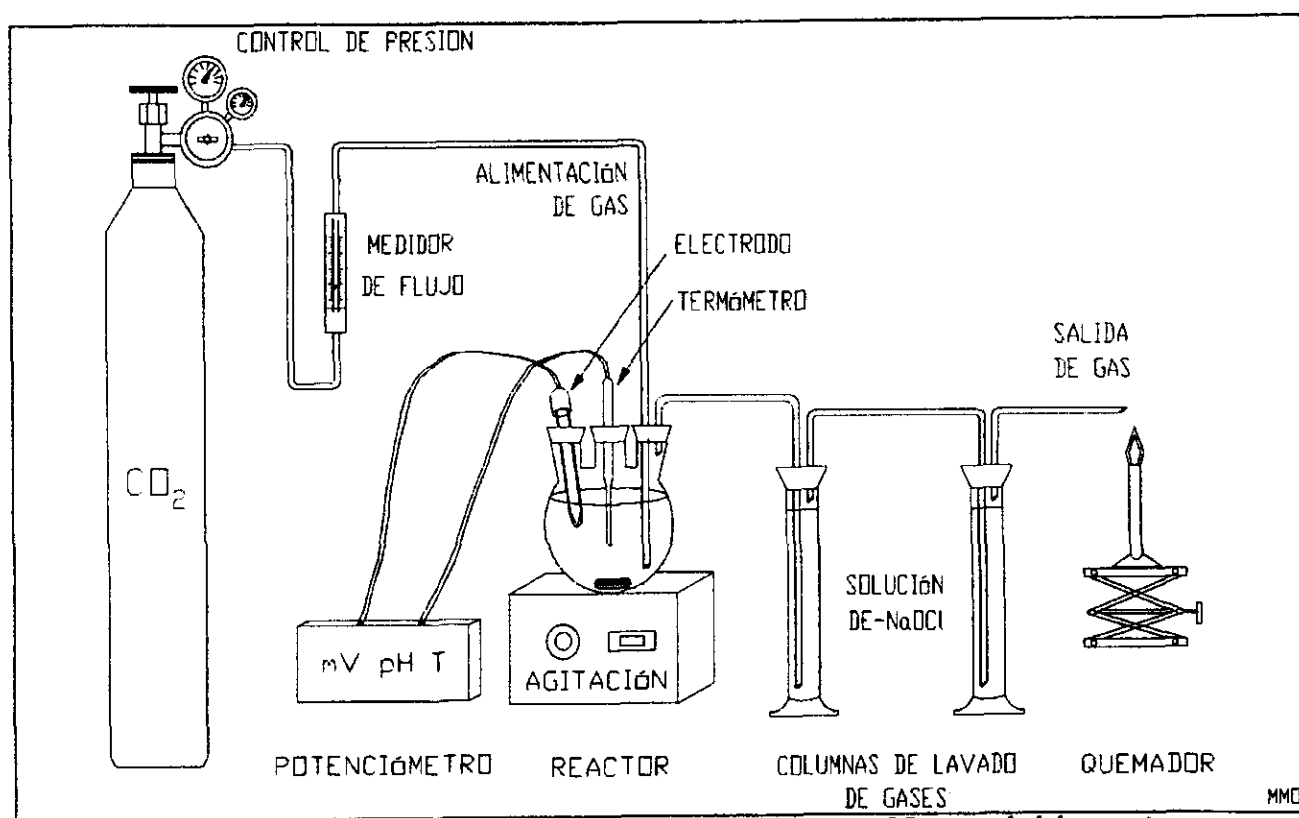 CONTROL DE PRESION
ALIMENTACIóN
DE GAS
MEDIDOR
DE FLUJO
ELECTRODO
TERMóMETRO
SALIDA
DE GAS
CO₂
SOLUCIóN
DE-NaOCl
mV pH T
AGITACIóN
POTENCIóMETRO
REACTOR
COLUMNAS DE LAVADO
DE GASES
QUEMADOR